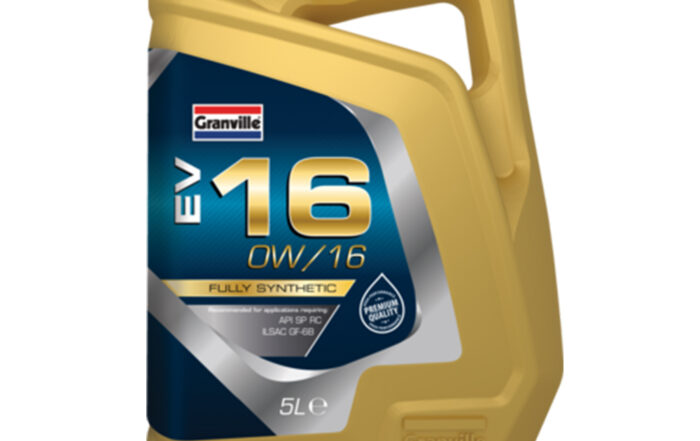 Granville
EV
16
0W/16
FULLY SYNTHETIC
Recommended for applications requiring:
API SP RC
ILSAC GF-6B
PREMIUM
QUALITY
5L℮
Granville